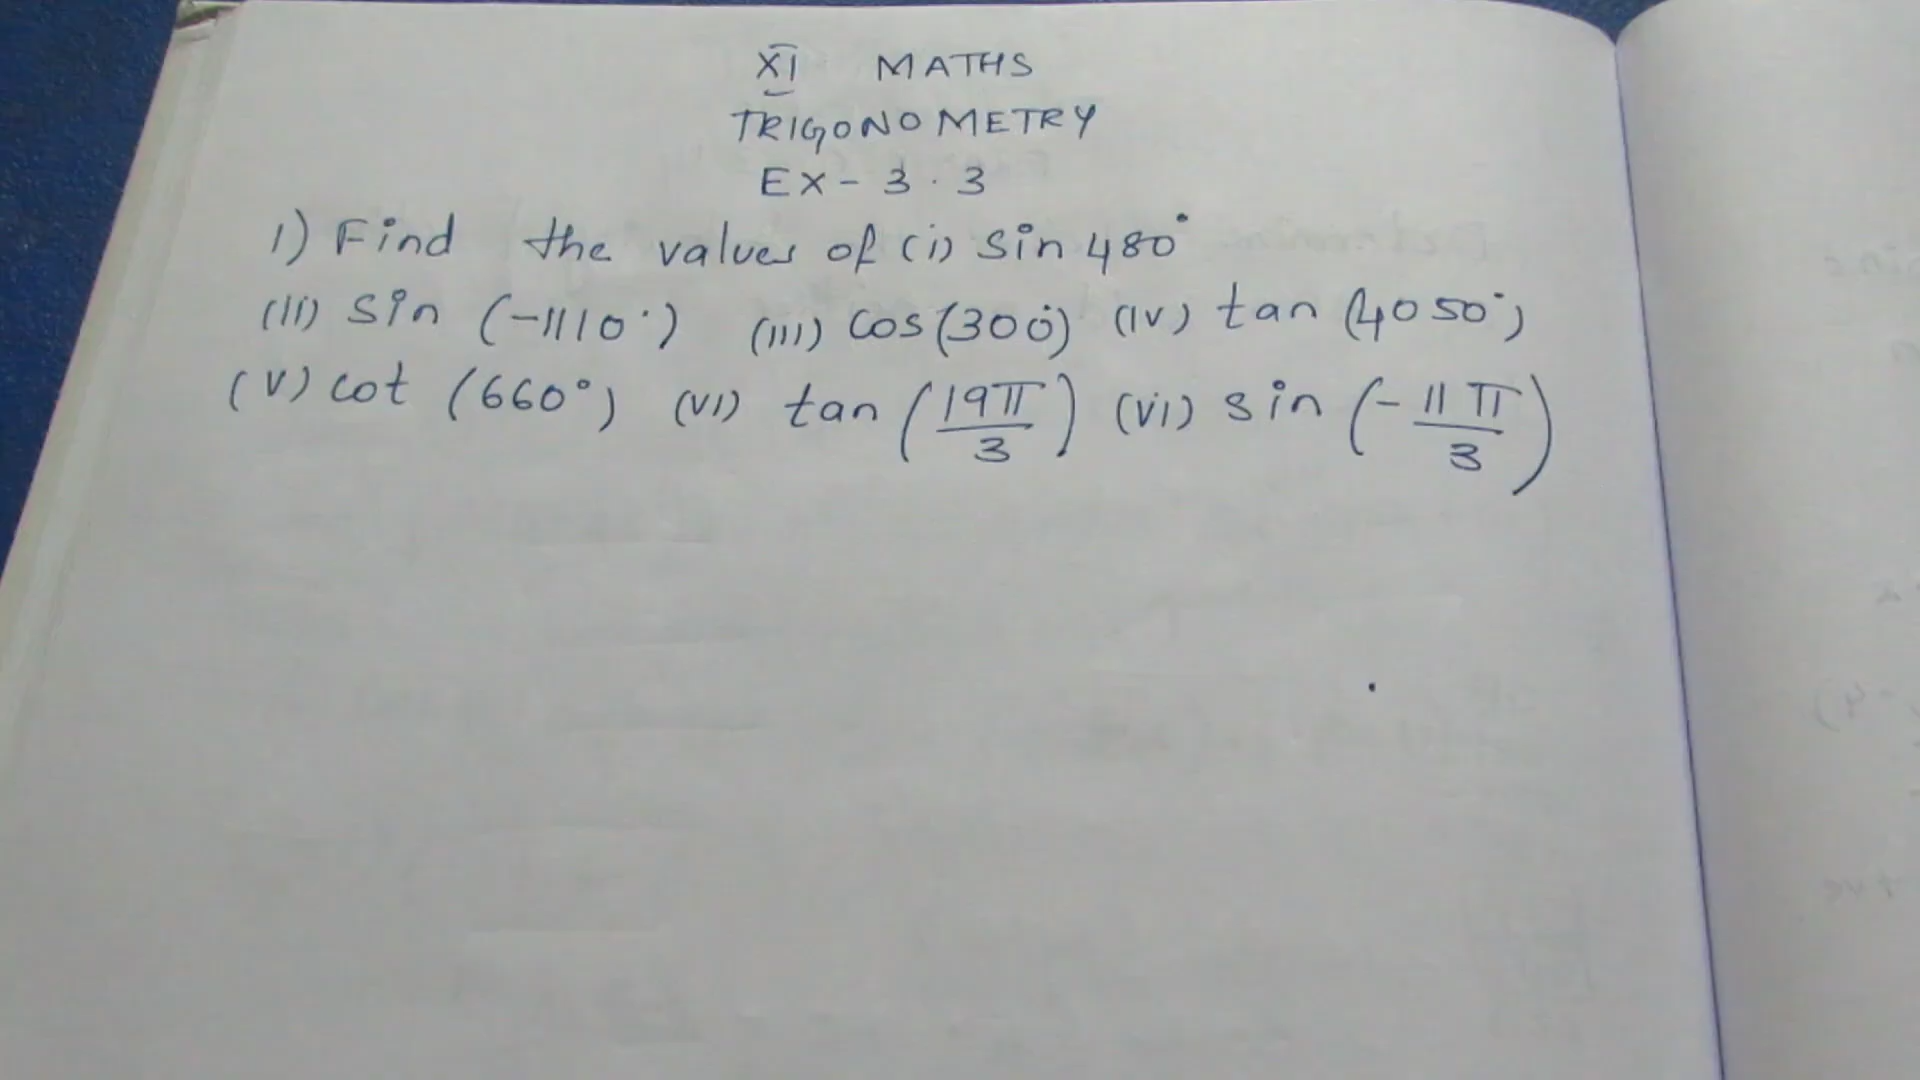 XI MATHS
TRIGONOMETRY
EX - 3.3
1) Find the values of (i) Sin 480°
(ii) Sin (-1110°) (iii) Cos(300°) (iv) tan (4050°)
(v) cot (660°) (vi) tan (19π/3) (vi) sin (-11π/3)